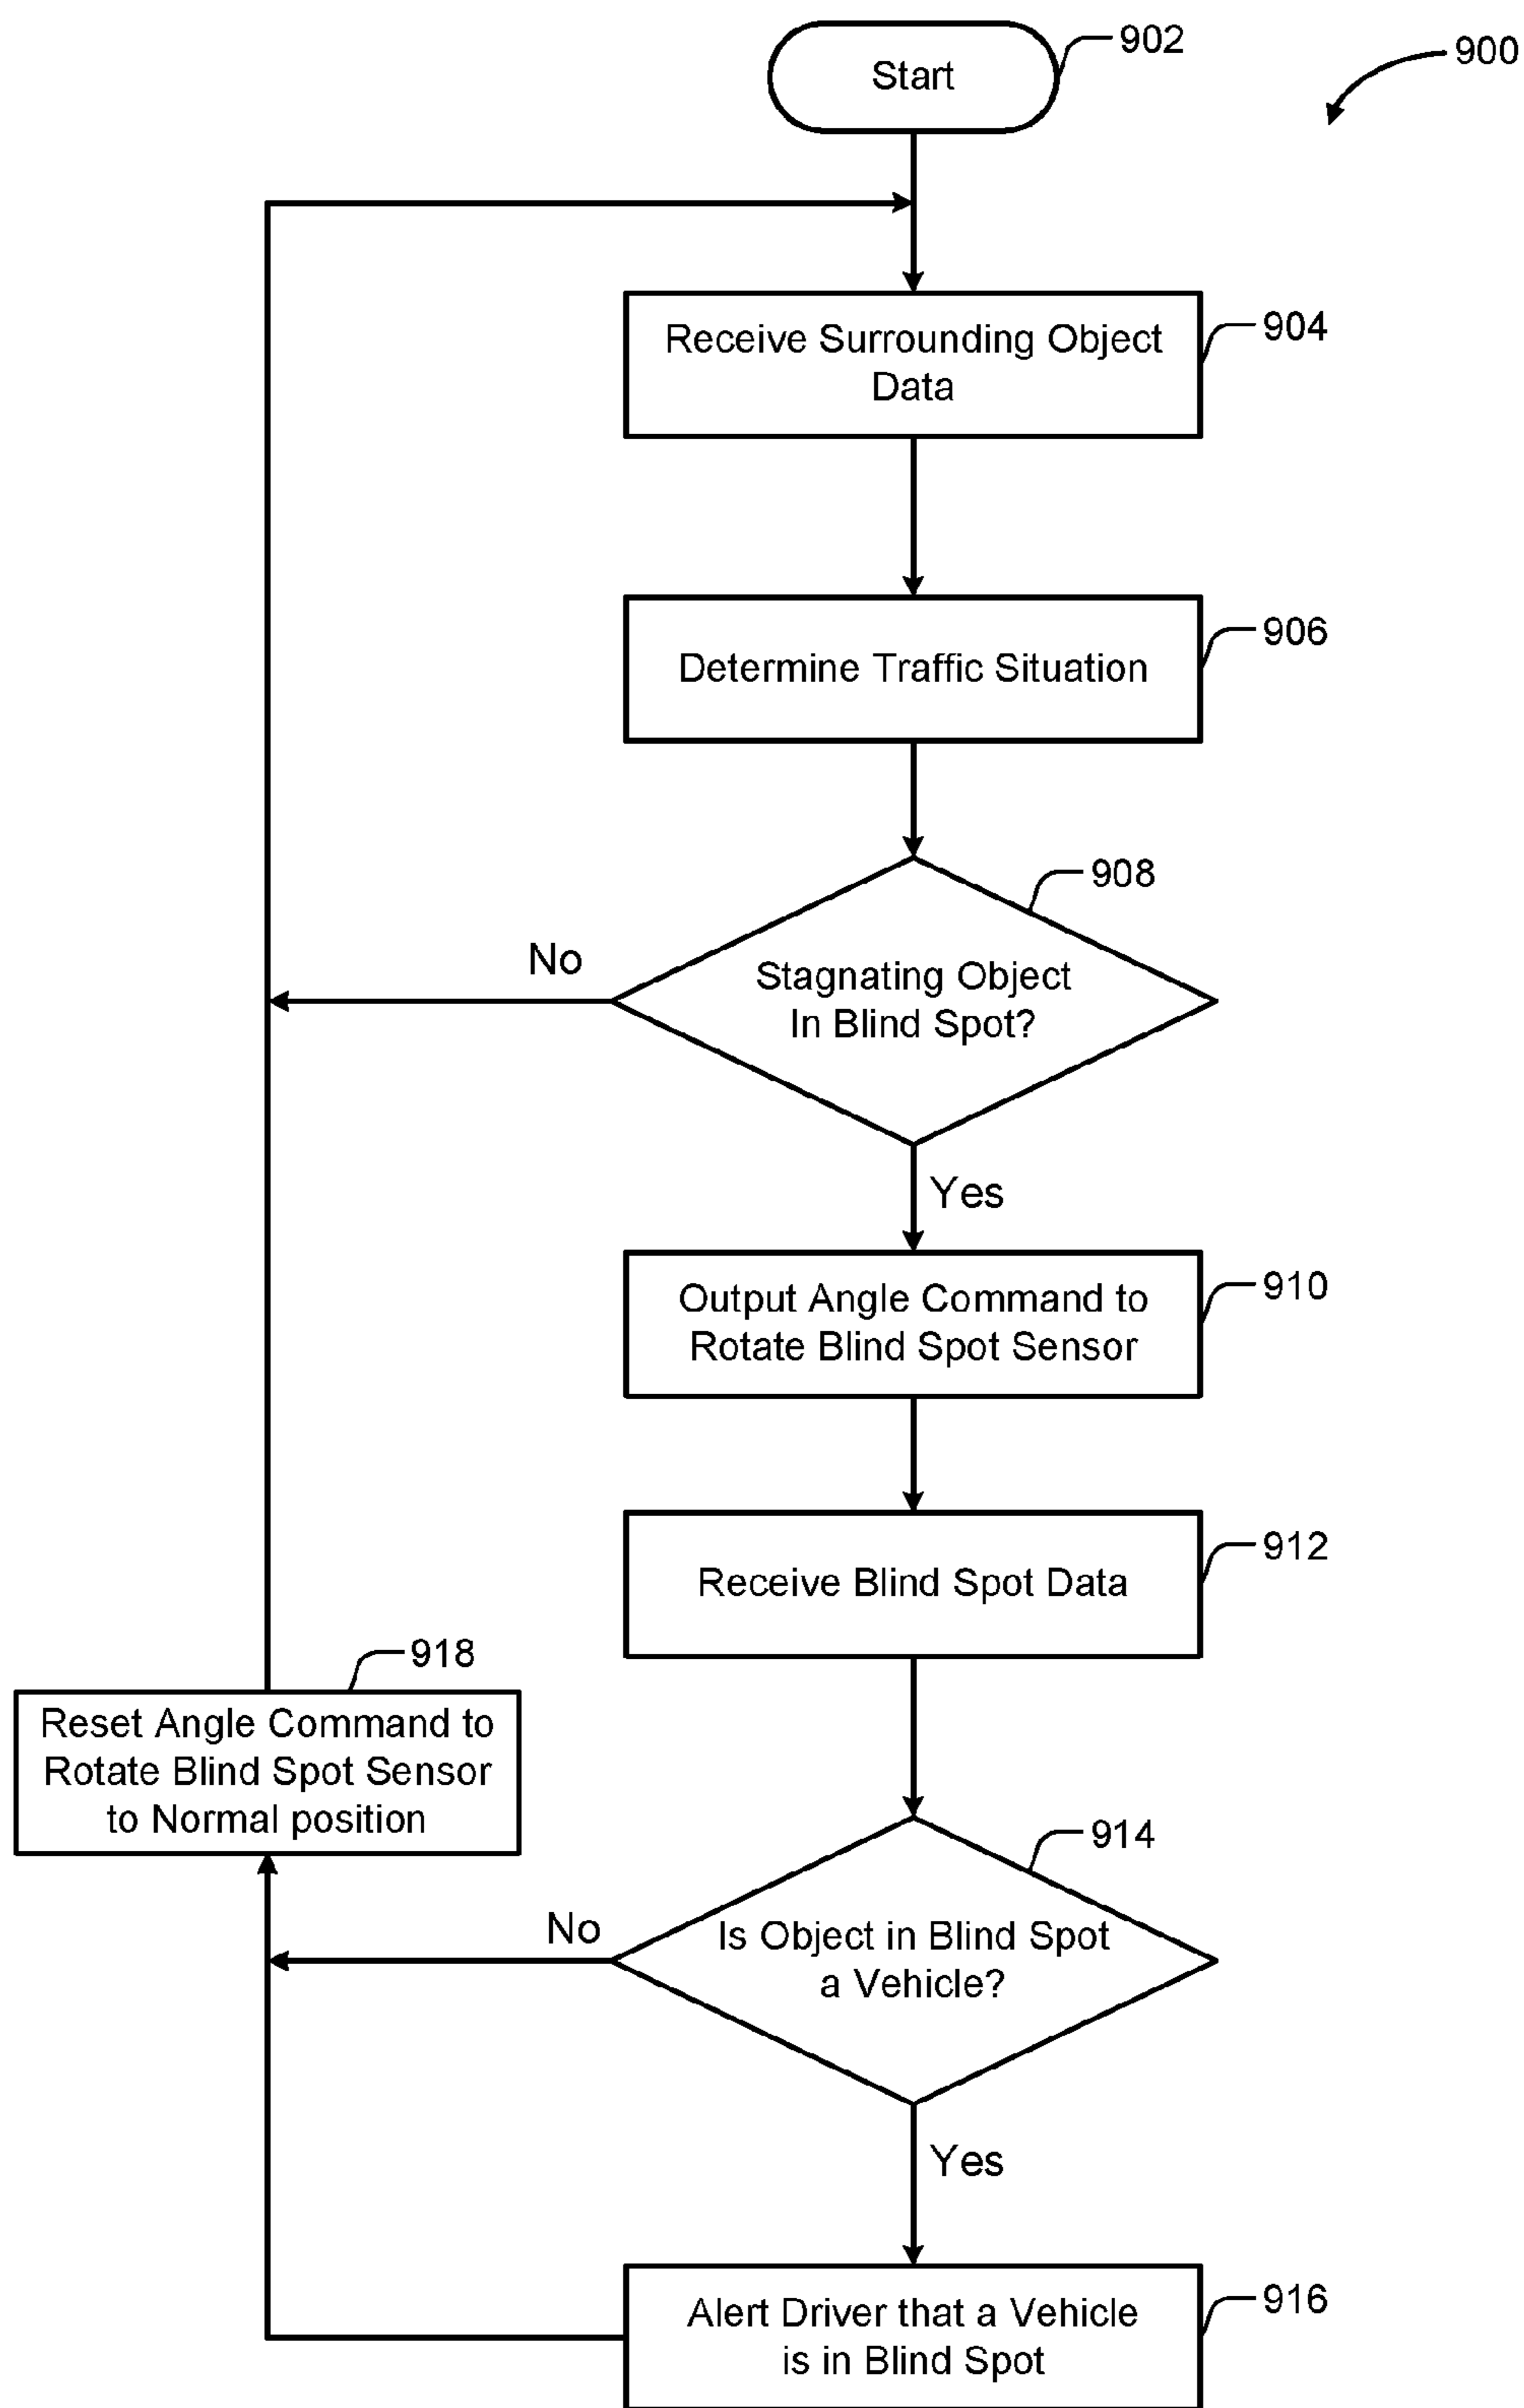 Start
902
900
Receive Surrounding Object
Data
904
Determine Traffic Situation
906
908
No
Stagnating Object
In Blind Spot?
Yes
Output Angle Command to
Rotate Blind Spot Sensor
910
Receive Blind Spot Data
912
918
Reset Angle Command to
Rotate Blind Spot Sensor
to Normal position
914
No
Is Object in Blind Spot
a Vehicle?
Yes
Alert Driver that a Vehicle
is in Blind Spot
916